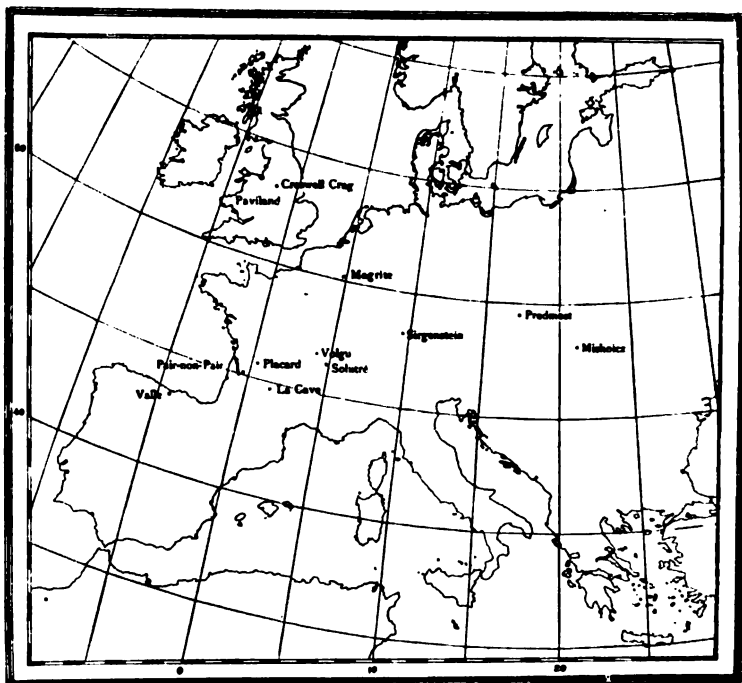 50
Creswell Crag
Paviland
Magrite
Predmost
Sirgenstein
Miskolcz
Volgu
Pair-non-Pair
Placard
Solutré
La Cave
Valle
40
0
10
20